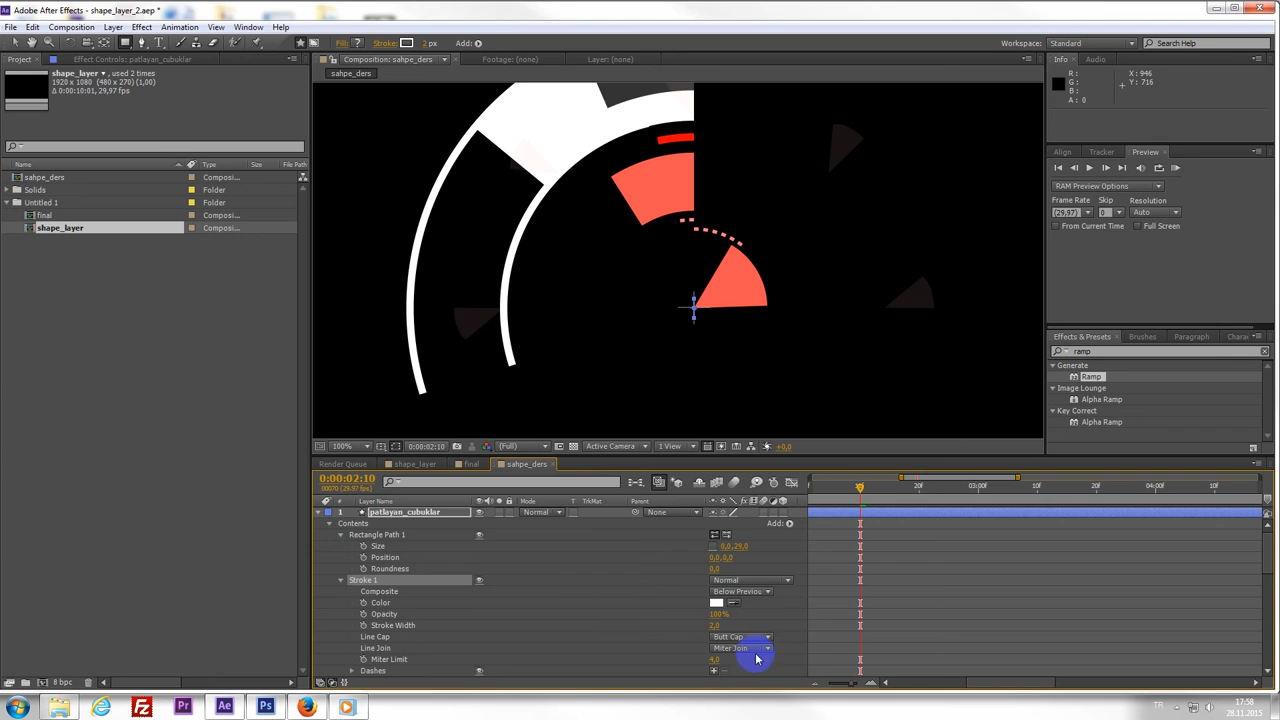 Adobe After Effects - shape_layer_2.aep *
File Edit Composition Layer Effect Animation View Window Help
Fill: Stroke: 2 px Add:
Workspace: Standard Search Help
Project Effect Controls: patlayan_cubuklar
Composition: sahpe_ders Footage: (none) Layer: (none)
sahpe_ders
shape_layer , used 2 times
1920 x 1080 (480 x 270) (1,00)
Δ 0:00:10:01, 29,97 fps
Name Type Size File Path
sahpe_ders Composi...
Solids Folder
Untitled 1 Folder
final Composi...
shape_layer Composi...
Info Audio
R: X: 946
G: Y: 716
B:
A: 0
Align Tracker Preview
RAM Preview Options
Frame Rate Skip Resolution
(29,97) 0 Auto
From Current Time Full Screen
Effects & Presets Brushes Paragraph Chara
ramp
Generate
Ramp
Image Lounge
Alpha Ramp
Key Correct
Alpha Ramp
100% 0:00:02:10 (Full) Active Camera 1 View +0,0
Render Queue shape_layer final sahpe_ders
0:00:02:10
00070 (29.97 fps)
# Layer Name Mode T TrkMat Parent
20f 03:00f 10f 20f 04:00f 10f
1 patlayan_cubuklar Normal None
Contents Add:
Rectangle Path 1
Size 0,0,29,0
Position 0,0,0,0
Roundness 0,0
Stroke 1 Normal
Composite Below Previou
Color
Opacity 100%
Stroke Width 2,0
Line Cap Butt Cap
Line Join Miter Join
Miter Limit 4,0
Dashes + -
8 bpc
TR 17:58
28.11.2015